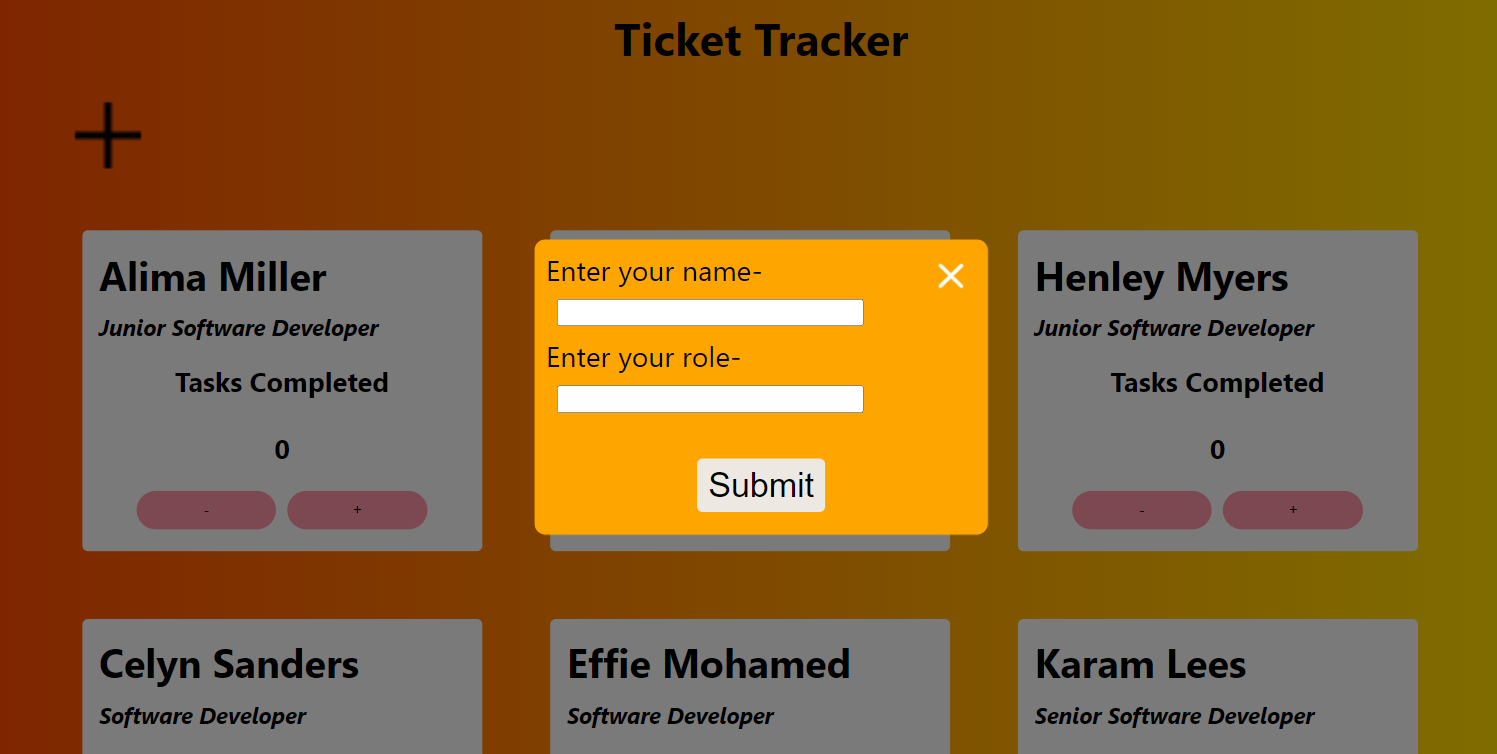 Ticket Tracker
Alima Miller
Junior Software Developer
Tasks Completed
0
- +
Enter your name-
Enter your role-
Submit
Henley Myers
Junior Software Developer
Tasks Completed
0
- +
Celyn Sanders
Software Developer
Effie Mohamed
Software Developer
Karam Lees
Senior Software Developer